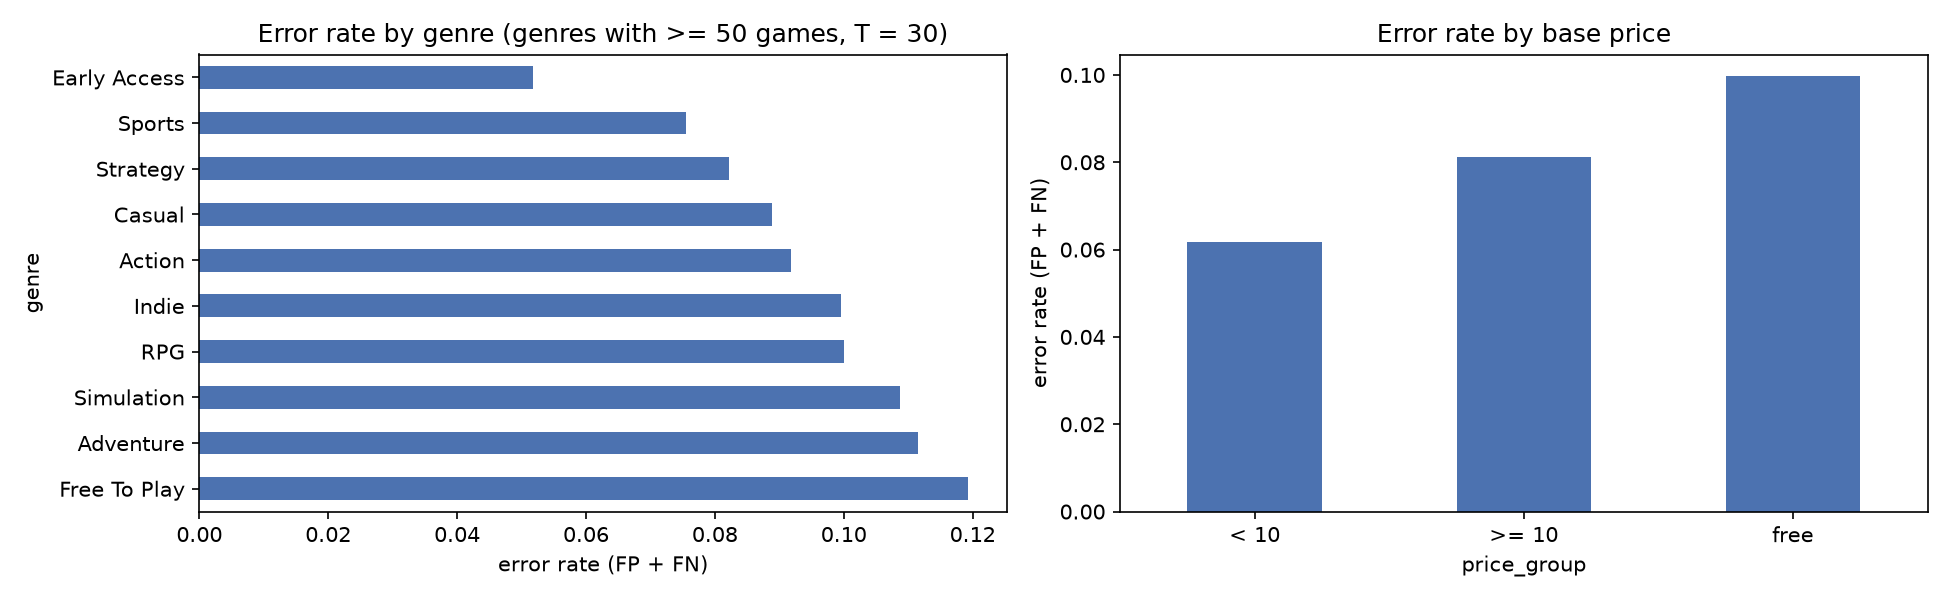 Error rate by genre (genres with >= 50 games, T = 30)
Early Access
Sports
Strategy
Casual
Action
Indie
RPG
Simulation
Adventure
Free To Play
genre
0.00 0.02 0.04 0.06 0.08 0.10 0.12
error rate (FP + FN)
Error rate by base price
0.10
0.08
0.06
0.04
0.02
0.00
error rate (FP + FN)
< 10 >= 10 free
price_group